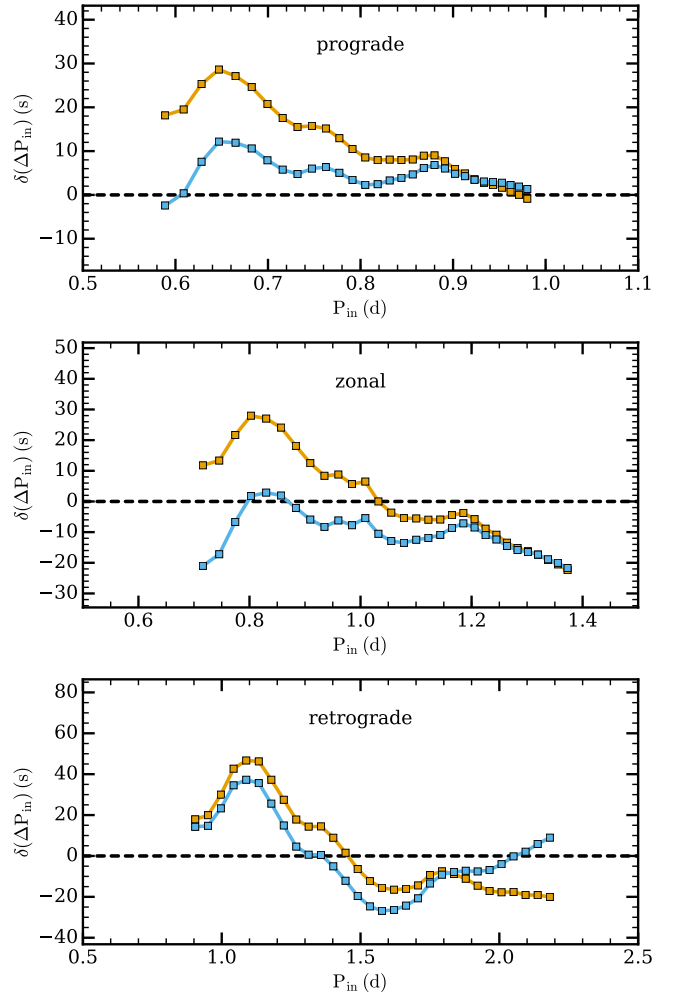 40
30
20
10
0
−10
δ(ΔP_in) (s)
prograde
0.5 0.6 0.7 0.8 0.9 1.0 1.1
P_in (d)
50
40
30
20
10
0
−10
−20
−30
δ(ΔP_in) (s)
zonal
0.6 0.8 1.0 1.2 1.4
P_in (d)
80
60
40
20
0
−20
−40
δ(ΔP_in) (s)
retrograde
0.5 1.0 1.5 2.0 2.5
P_in (d)